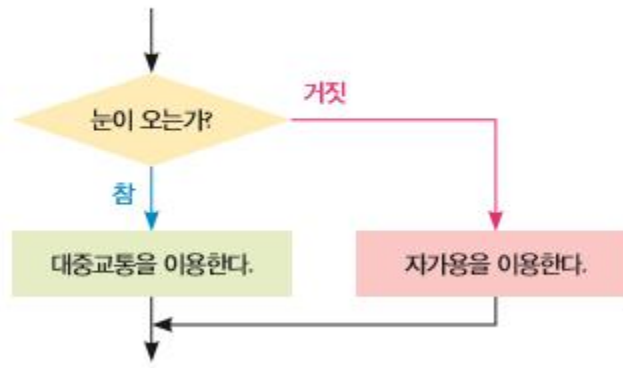 거짓
눈이 오는가?
참
대중교통을 이용한다.
자가용을 이용한다.